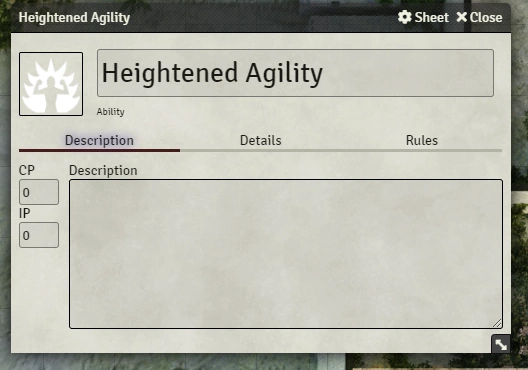 Heightened Agility
Sheet Close
Heightened Agility
Ability
Description Details Rules
CP
Description
0
IP
0